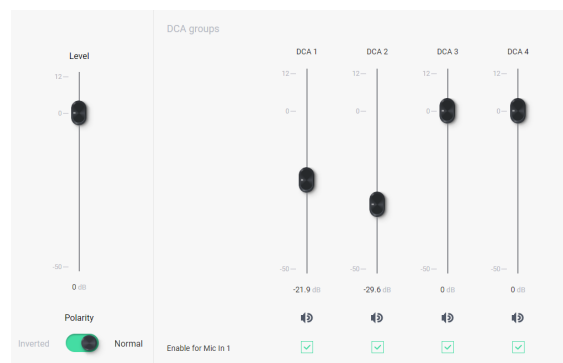 DCA groups
Level
DCA 1 DCA 2 DCA 3 DCA 4
12 12 12 12 12
0 0 0 0 0
-50 -50 -50 -50 -50
0 dB -21.9 dB -29.6 dB 0 dB 0 dB
Polarity
Inverted Normal
Enable for Mic In 1